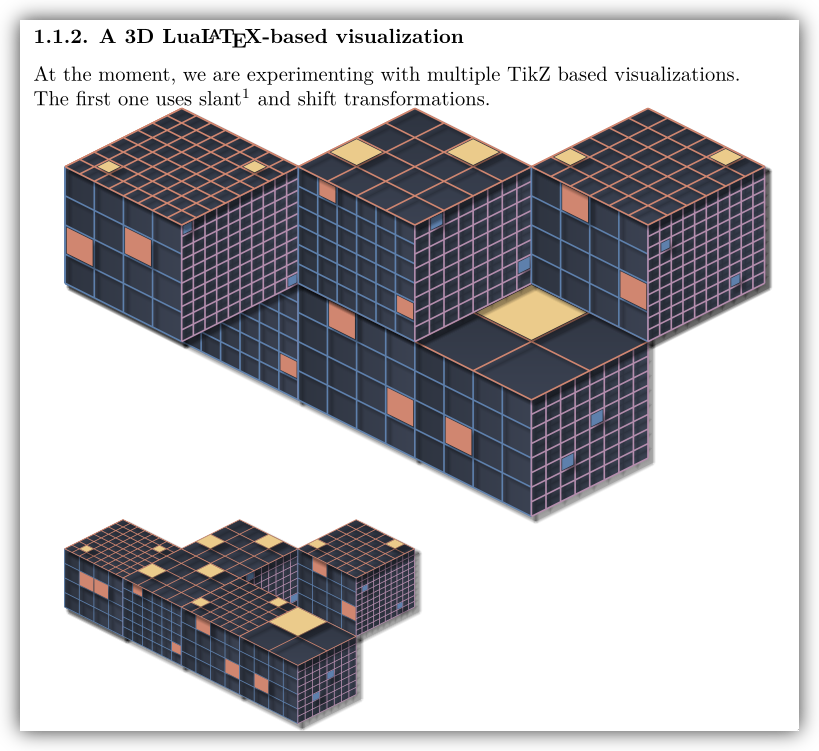 1.1.2. A 3D LuaLATEX-based visualization
At the moment, we are experimenting with multiple TikZ based visualizations.
The first one uses slant¹ and shift transformations.